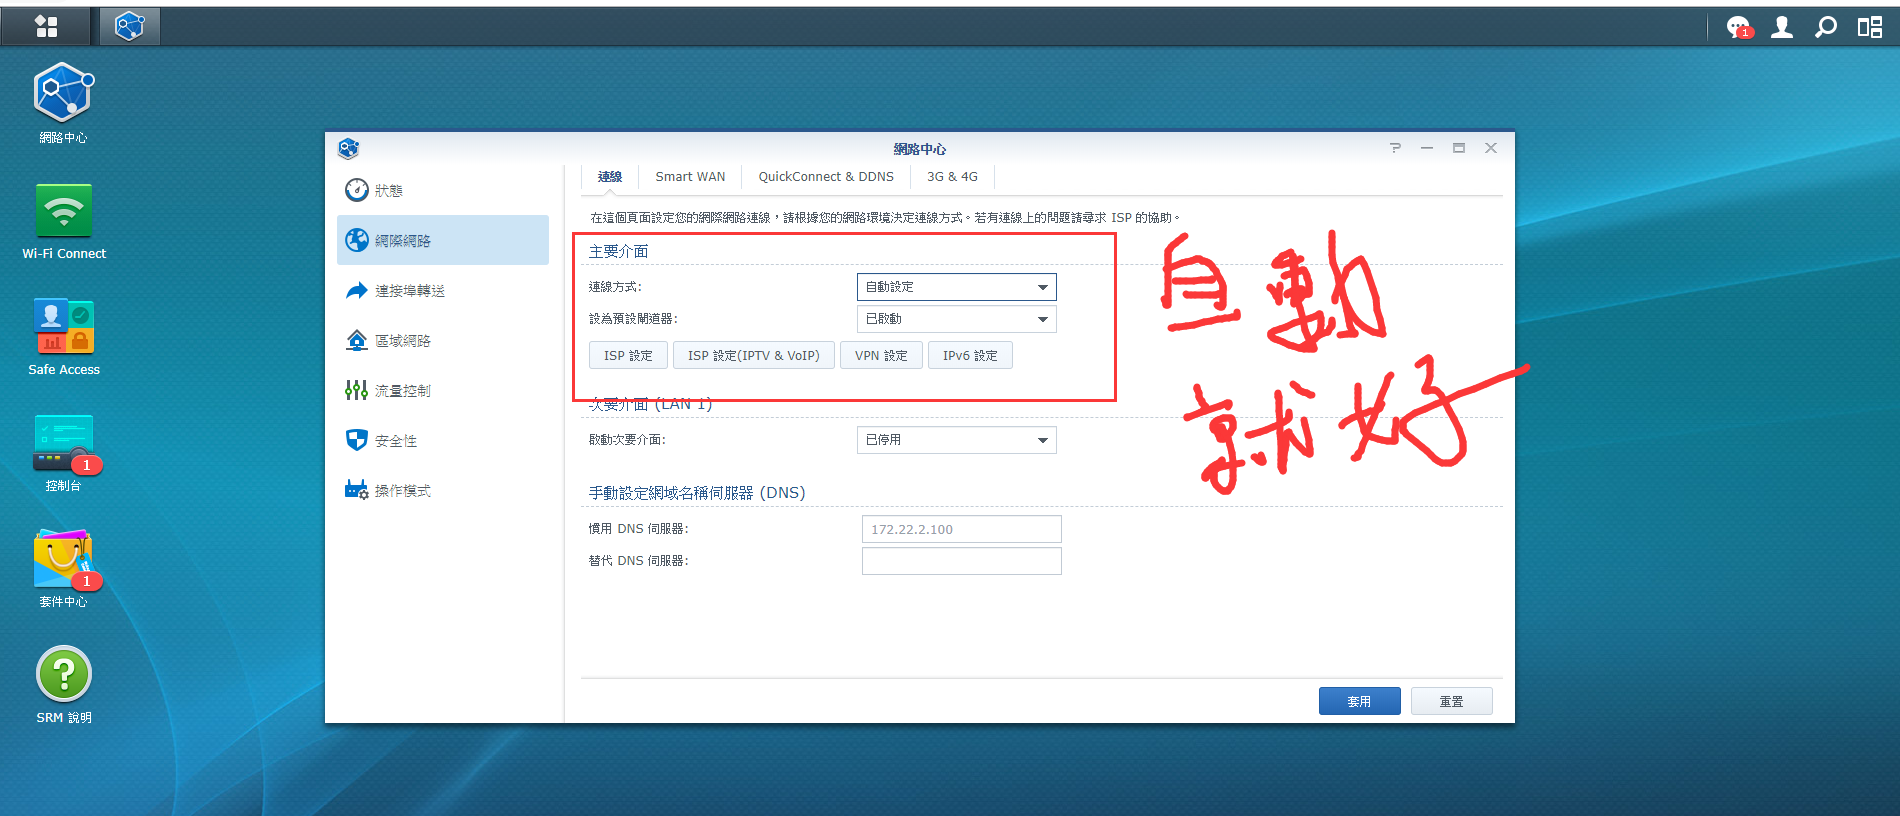 1
網路中心
Wi-Fi Connect
Safe Access
1
控制台
1
套件中心
SRM 說明
網路中心
狀態
網際網路
連接埠轉送
區域網路
流量控制
安全性
操作模式
連線
Smart WAN
QuickConnect & DDNS
3G & 4G
在這個頁面設定您的網際網路連線，請根據您的網路環境決定連線方式。若有連線上的問題請尋求 ISP 的協助。
主要介面
連線方式:
自動設定
設為預設閘道器:
已啟動
ISP 設定
ISP 設定(IPTV & VoIP)
VPN 設定
IPv6 設定
次要介面 (LAN 1)
啟動次要介面:
已停用
手動設定網域名稱伺服器 (DNS)
慣用 DNS 伺服器:
172.22.2.100
替代 DNS 伺服器:
套用
重置
自動
就好